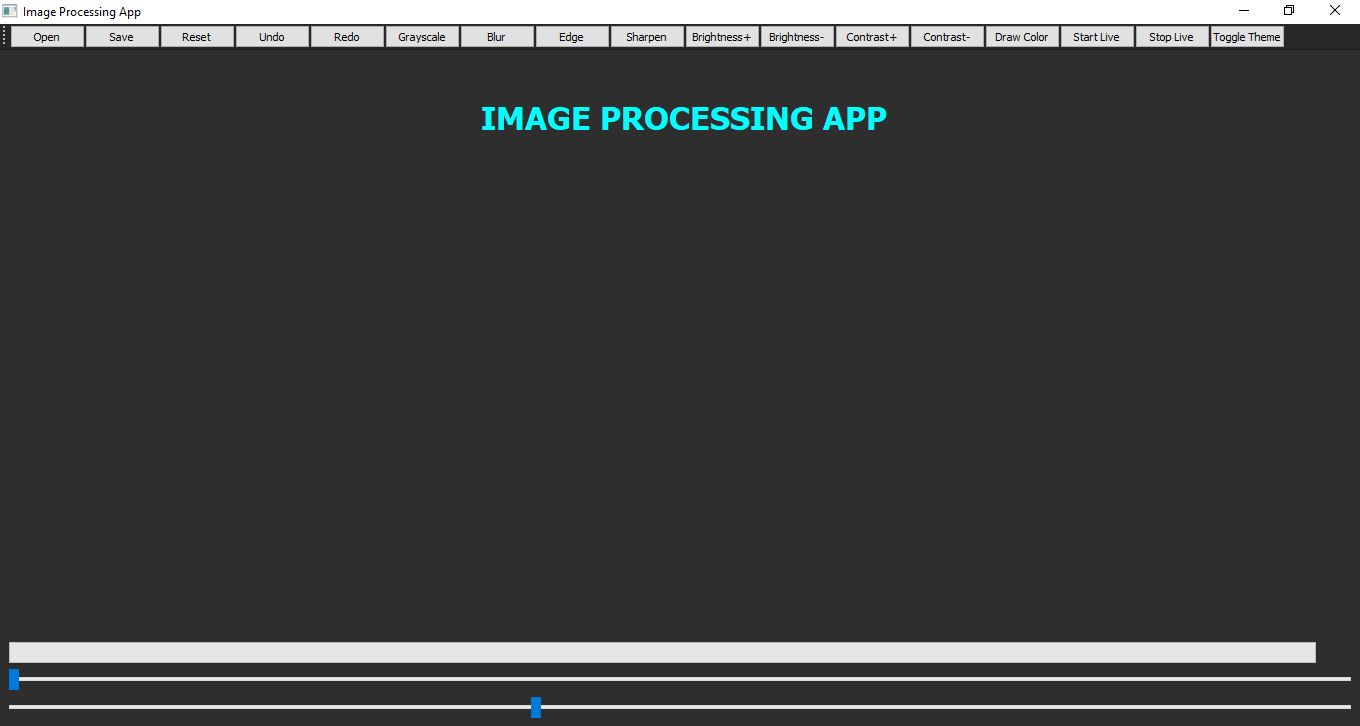 Image Processing App
Open Save Reset Undo Redo Grayscale Blur Edge Sharpen Brightness+ Brightness- Contrast+ Contrast- Draw Color Start Live Stop Live Toggle Theme
IMAGE PROCESSING APP